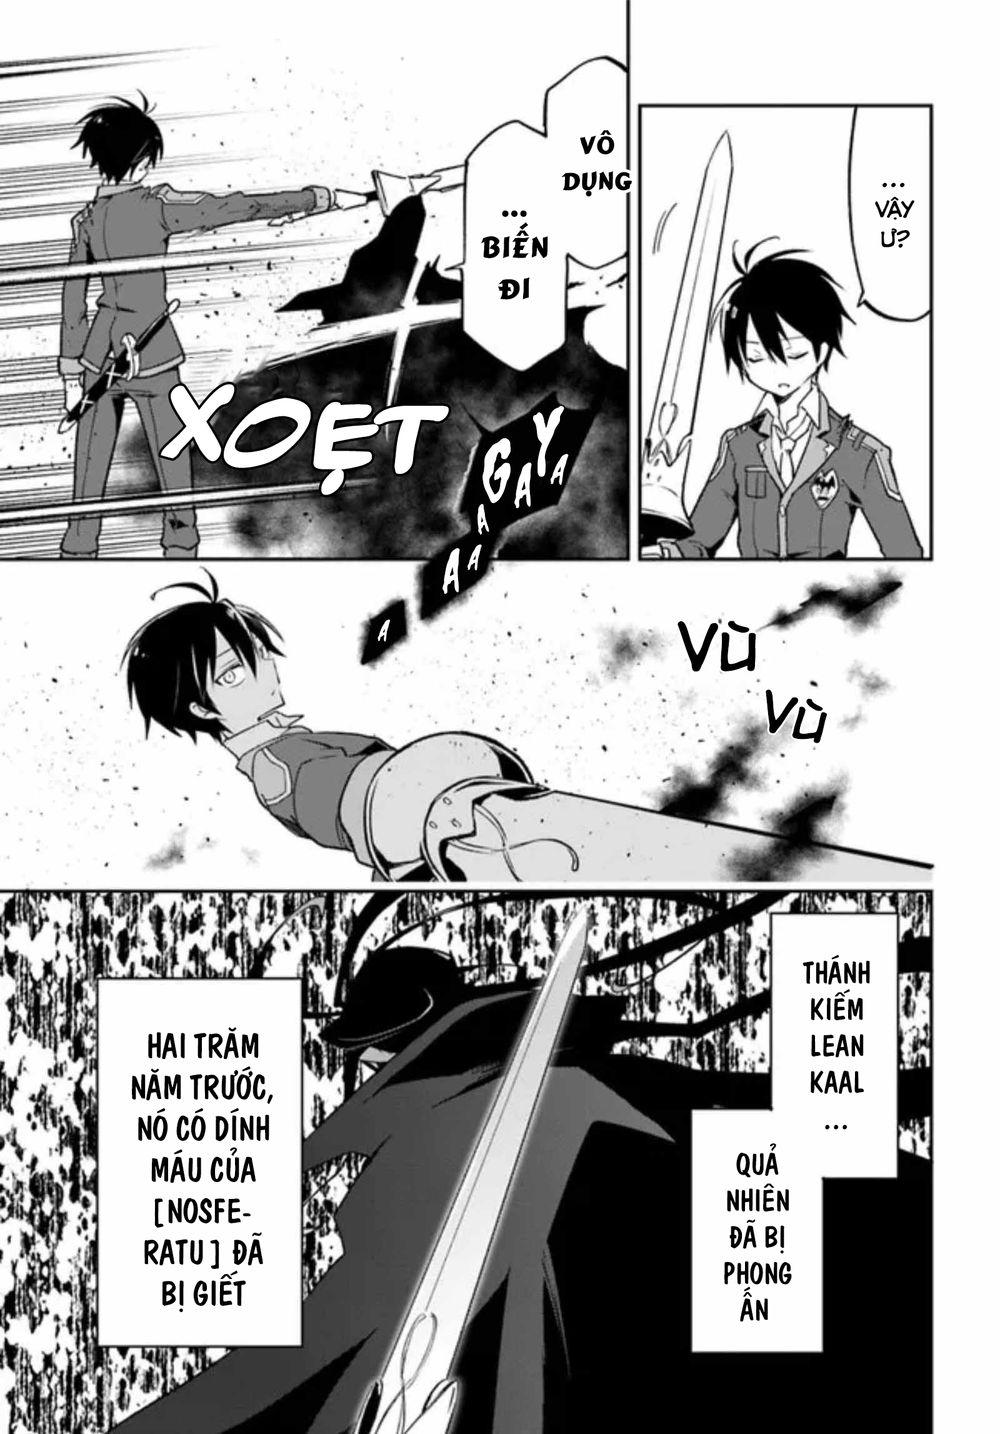 ...
VẬY
Ư?
VÔ
DỤNG
...
BIẾN
ĐI
XOẸT
GAYA
AAA
A
A
VÙ
VÙ
THÁNH
KIẾM
LEAN
KAAL
...
QUẢ
NHIÊN
ĐÃ BỊ
PHONG
ẤN
HAI TRĂM
NĂM TRƯỚC,
NÓ CÓ DÍNH
MÁU CỦA
[NOSFE-
RATU] ĐÃ
BỊ GIẾT